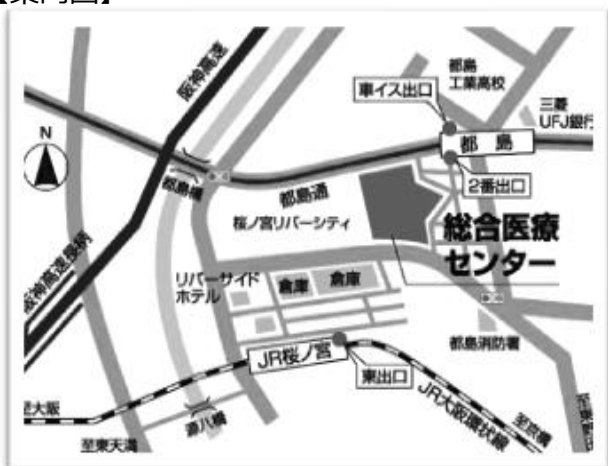 【案内図】
阪神高速
都島
工業高校
車イス出口
三菱
UFJ銀行
N
都島
都島橋
2番出口
都島通
桜ノ宮リバーシティ
総合医療
センター
阪神高速長柄
リバーサイド
ホテル
倉庫
倉庫
都島消防署
JR桜ノ宮
東出口
至大阪
JR大阪環状線
至京橋
源八橋
至東天満